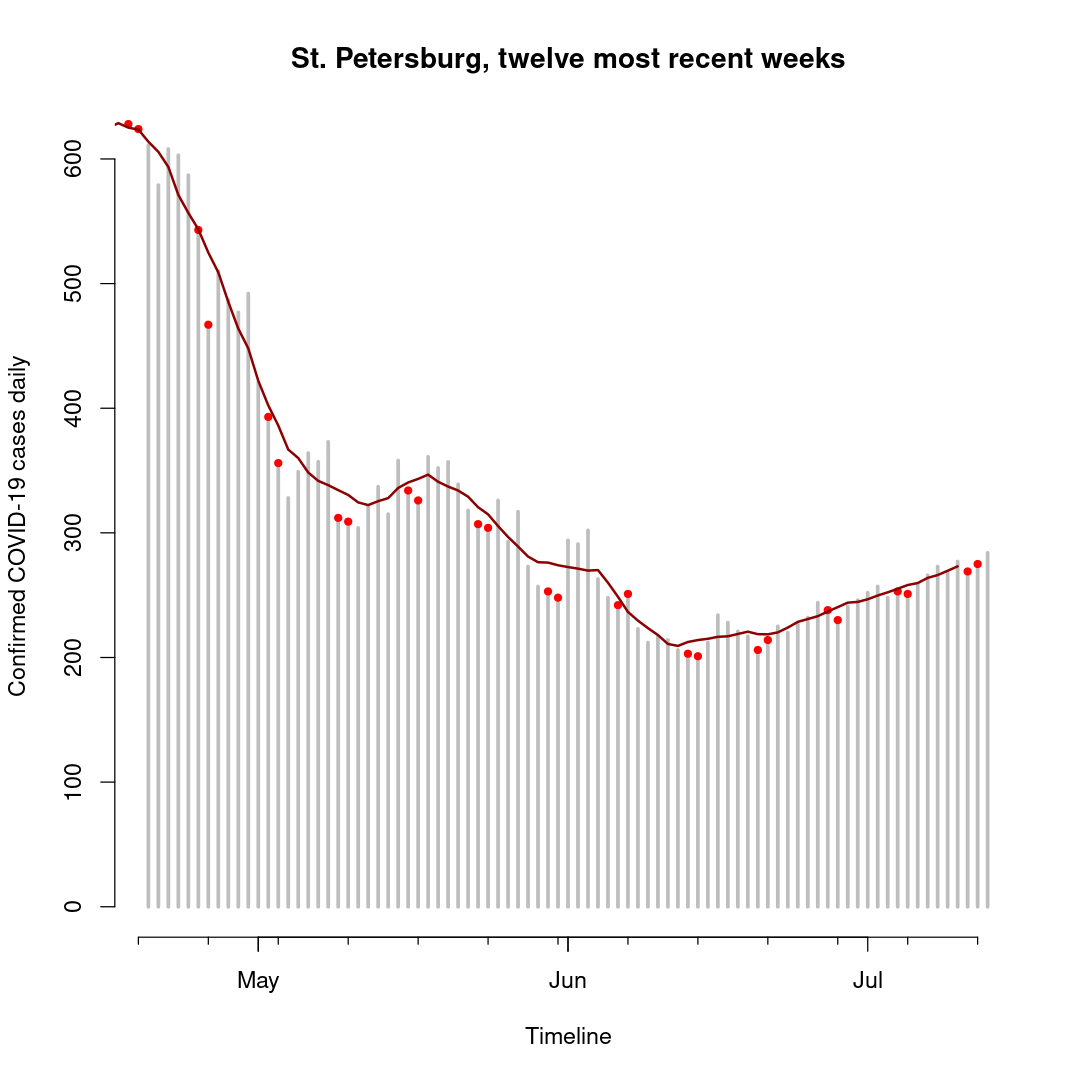 St. Petersburg, twelve most recent weeks
Confirmed COVID-19 cases daily
600
500
400
300
200
100
0
May Jun Jul
Timeline